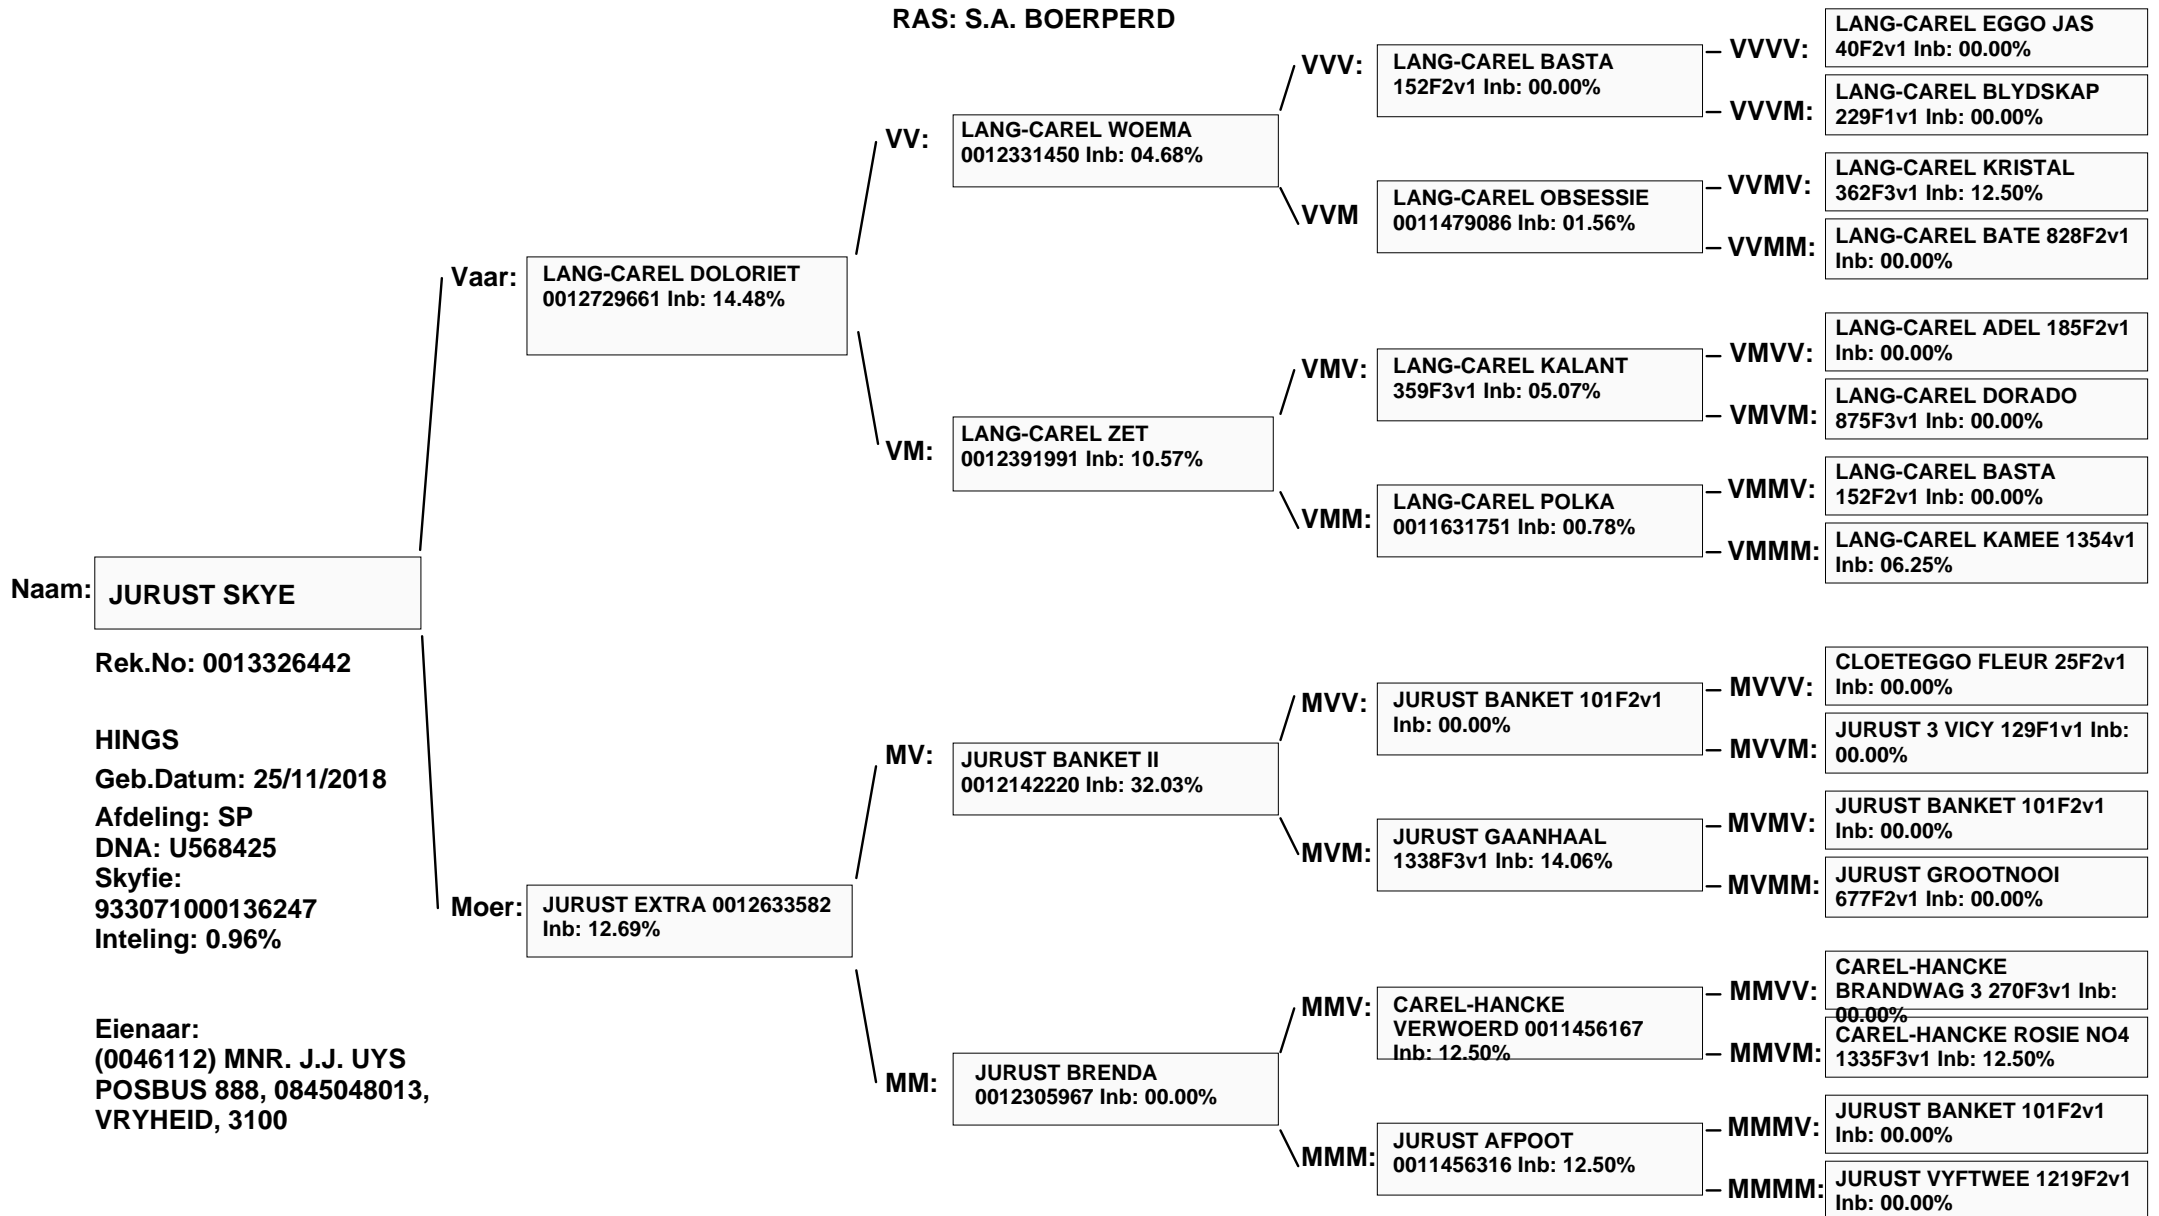 RAS: S.A. BOERPERD
Naam:
JURUST SKYE
Rek.No: 0013326442
HINGS
Geb.Datum: 25/11/2018
Afdeling: SP
DNA: U568425
Skyfie:
933071000136247
Inteling: 0.96%
Eienaar:
(0046112) MNR. J.J. UYS
POSBUS 888, 0845048013,
VRYHEID, 3100
Vaar:
LANG-CAREL DOLORIET
0012729661 Inb: 14.48%
Moer:
JURUST EXTRA 0012633582
Inb: 12.69%
VV:
LANG-CAREL WOEMA
0012331450 Inb: 04.68%
VM:
LANG-CAREL ZET
0012391991 Inb: 10.57%
MV:
JURUST BANKET II
0012142220 Inb: 32.03%
MM:
JURUST BRENDA
0012305967 Inb: 00.00%
VVV:
LANG-CAREL BASTA
152F2v1 Inb: 00.00%
VVM
LANG-CAREL OBSESSIE
0011479086 Inb: 01.56%
VMV:
LANG-CAREL KALANT
359F3v1 Inb: 05.07%
VMM:
LANG-CAREL POLKA
0011631751 Inb: 00.78%
MVV:
JURUST BANKET 101F2v1
Inb: 00.00%
MVM:
JURUST GAANHAAL
1338F3v1 Inb: 14.06%
MMV:
CAREL-HANCKE
VERWOERD 0011456167
Inb: 12.50%
MMM:
JURUST AFPOOT
0011456316 Inb: 12.50%
VVVV:
LANG-CAREL EGGO JAS
40F2v1 Inb: 00.00%
VVVM:
LANG-CAREL BLYDSKAP
229F1v1 Inb: 00.00%
VVMV:
LANG-CAREL KRISTAL
362F3v1 Inb: 12.50%
VVMM:
LANG-CAREL BATE 828F2v1
Inb: 00.00%
VMVV:
LANG-CAREL ADEL 185F2v1
Inb: 00.00%
VMVM:
LANG-CAREL DORADO
875F3v1 Inb: 00.00%
VMMV:
LANG-CAREL BASTA
152F2v1 Inb: 00.00%
VMMM:
LANG-CAREL KAMEE 1354v1
Inb: 06.25%
MVVV:
CLOETEGGO FLEUR 25F2v1
Inb: 00.00%
MVVM:
JURUST 3 VICY 129F1v1 Inb:
00.00%
MVMV:
JURUST BANKET 101F2v1
Inb: 00.00%
MVMM:
JURUST GROOTNOOI
677F2v1 Inb: 00.00%
MMVV:
CAREL-HANCKE
BRANDWAG 3 270F3v1 Inb:
00.00%
MMVM:
CAREL-HANCKE ROSIE NO4
1335F3v1 Inb: 12.50%
MMMV:
JURUST BANKET 101F2v1
Inb: 00.00%
MMMM:
JURUST VYFTWEE 1219F2v1
Inb: 00.00%